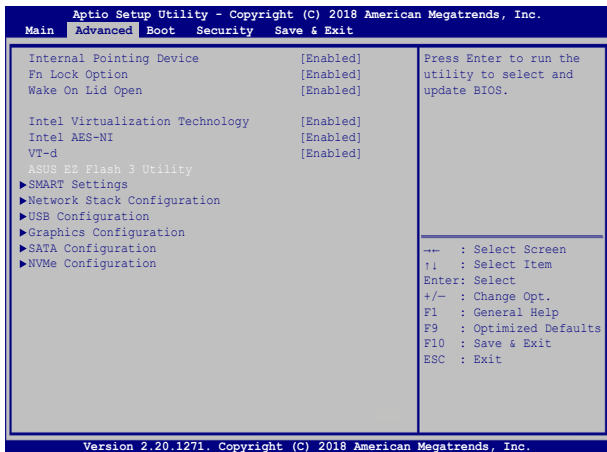 Aptio Setup Utility - Copyright (C) 2018 American Megatrends, Inc.
Main Advanced Boot Security Save & Exit
Internal Pointing Device [Enabled]
Fn Lock Option [Enabled]
Wake On Lid Open [Enabled]
Intel Virtualization Technology [Enabled]
Intel AES-NI [Enabled]
VT-d [Enabled]
ASUS EZ Flash 3 Utility
▶SMART Settings
▶Network Stack Configuration
▶USB Configuration
▶Graphics Configuration
▶SATA Configuration
▶NVMe Configuration
Press Enter to run the
utility to select and
update BIOS.
→← : Select Screen
↑↓ : Select Item
Enter: Select
+/— : Change Opt.
F1 : General Help
F9 : Optimized Defaults
F10 : Save & Exit
ESC : Exit
Version 2.20.1271. Copyright (C) 2018 American Megatrends, Inc.